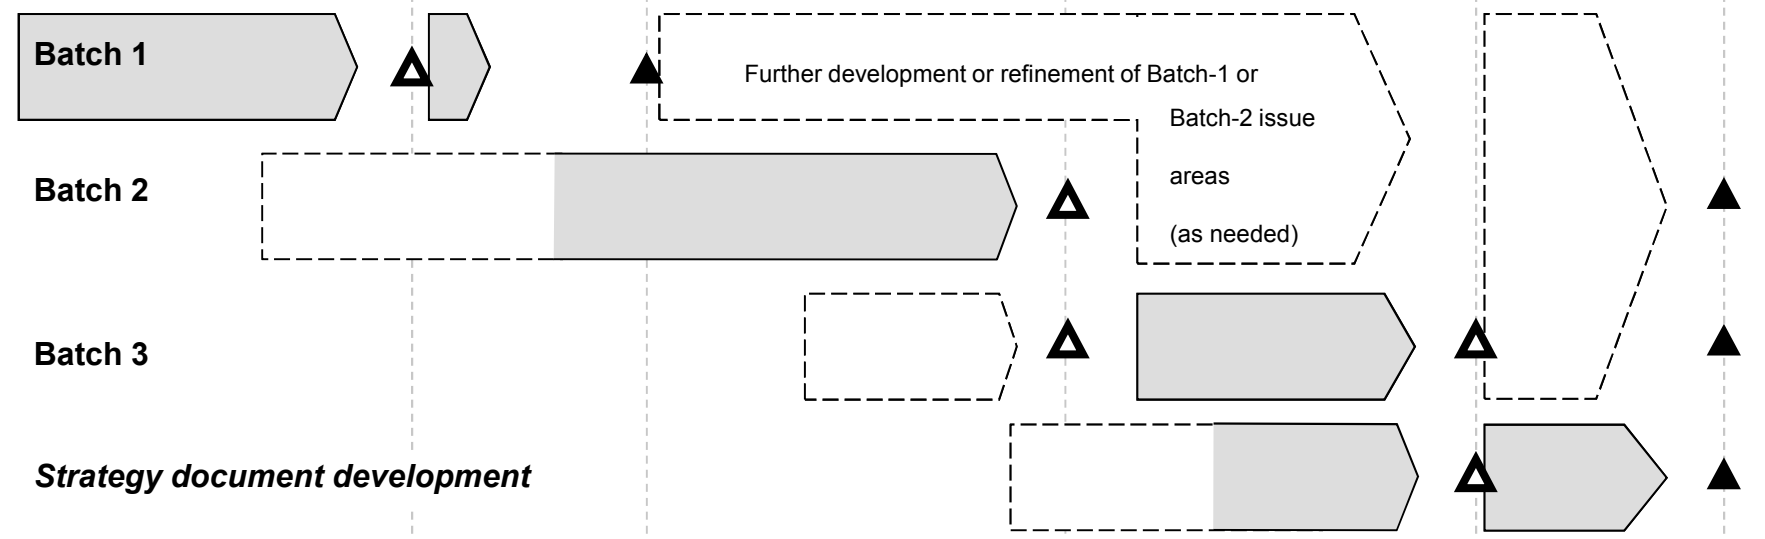 Batch 1
Further development or refinement of Batch-1 or
Batch-2 issue
areas
(as needed)
Batch 2
Batch 3
Strategy document development